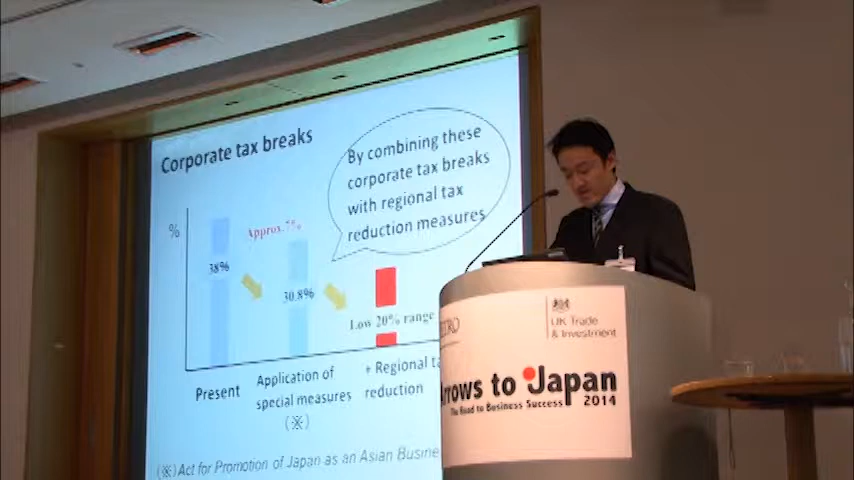 Corporate tax breaks
By combining these
corporate tax breaks
with regional tax
reduction measures
%
Approx.7%
38%
30.8%
Low 20% range
Present
Application of
special measures
(※)
+ Regional ta
reduction
(※)Act for Promotion of Japan as an Asian Busine
UK Trade
& Investment
rrows to Japan
The Road to Business Success 2014